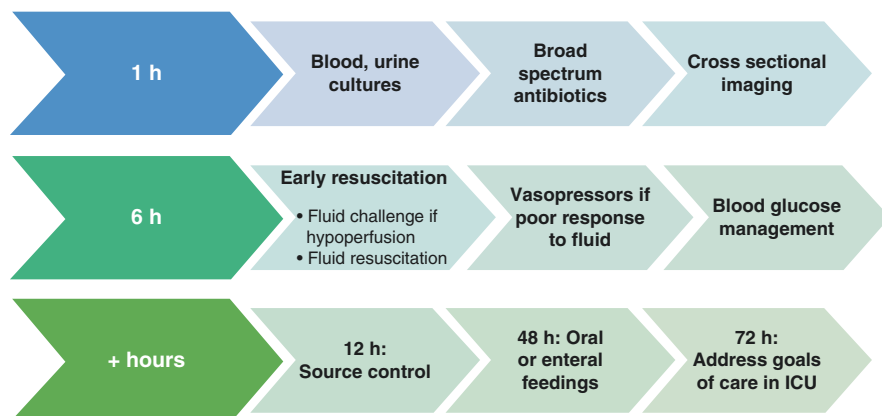 1 h
Blood, urine
cultures
Broad
spectrum
antibiotics
Cross sectional
imaging
6 h
Early resuscitation
• Fluid challenge if
hypoperfusion
• Fluid resuscitation
Vasopressors if
poor response
to fluid
Blood glucose
management
+ hours
12 h:
Source control
48 h: Oral
or enteral
feedings
72 h:
Address goals
of care in ICU